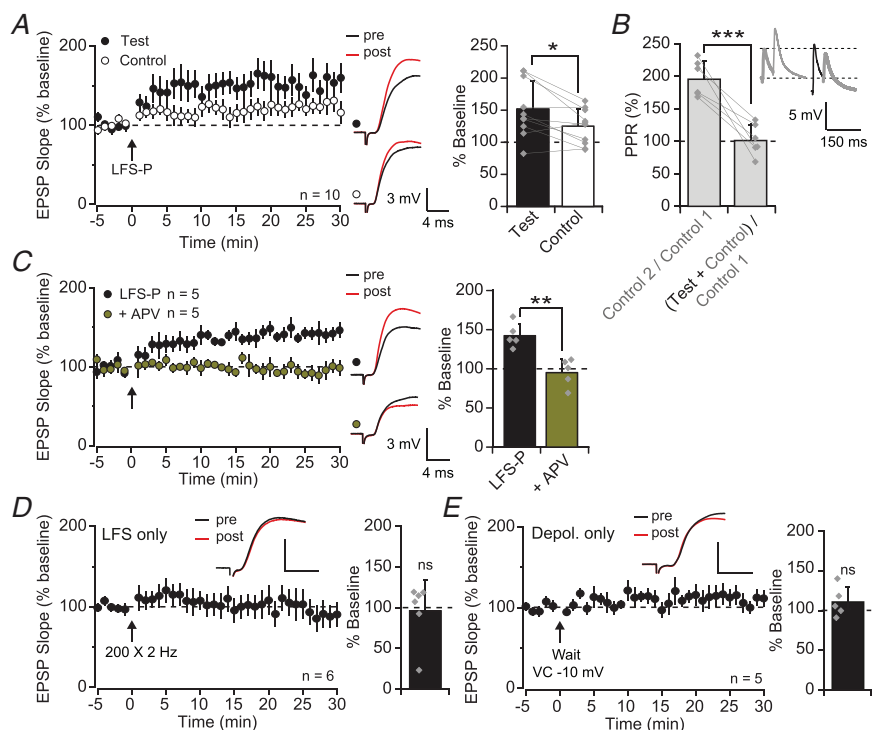 A
Test
Control
EPSP Slope (% baseline)
200
150
100
50
0
LFS-P
n = 10
-5 0 5 10 15 20 25 30
Time (min)
pre
post
3 mV
4 ms
% Baseline
250
200
150
100
50
0
*
Test
Control
B
PPR (%)
250
200
150
100
50
0
***
5 mV
150 ms
Control 2 / Control 1
(Test + Control) /
Control 1
C
EPSP Slope (% baseline)
200
150
100
50
0
LFS-P n = 5
+ APV n = 5
-5 0 5 10 15 20 25 30
Time (min)
pre
post
3 mV
4 ms
% Baseline
200
150
100
50
0
**
LFS-P
+ APV
D
LFS only
EPSP Slope (% baseline)
200
100
0
pre
post
200 X 2 Hz
n = 6
-5 0 5 10 15 20 25 30
Time (min)
% Baseline
200
100
0
ns
E
Depol. only
EPSP Slope (% baseline)
200
100
0
pre
post
Wait
VC -10 mV
n = 5
-5 0 5 10 15 20 25 30
Time (min)
% Baseline
200
100
0
ns